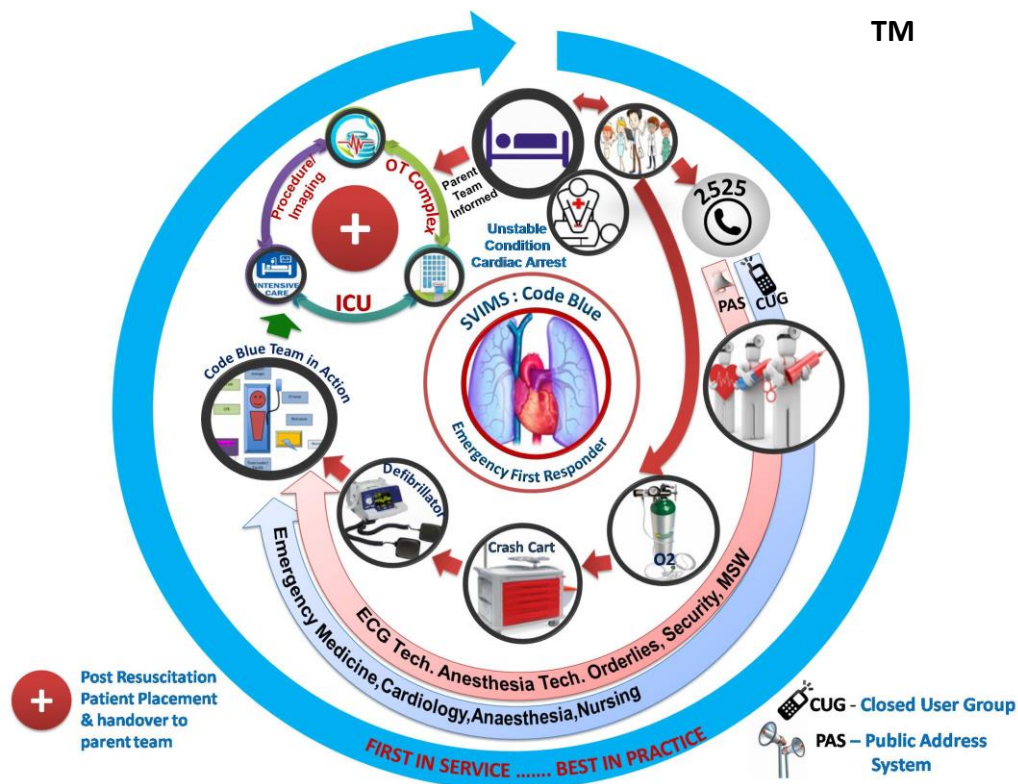 TM
Procedure/
Imaging
OT Complex
ICU
INTENSIVE
CARE
Parent
Team
Informed
Unstable
Condition
Cardiac Arrest
2525
PAS
CUG
SVIMS : Code Blue
Emergency First Responder
Code Blue Team in Action
Defibrillator
Crash Cart
O2
ECG Tech. Anesthesia Tech. Orderlies, Security, MSW
Emergency Medicine,Cardiology,Anaesthesia,Nursing
FIRST IN SERVICE ....... BEST IN PRACTICE
Post Resuscitation
Patient Placement
& handover to
parent team
CUG - Closed User Group
PAS – Public Address
System